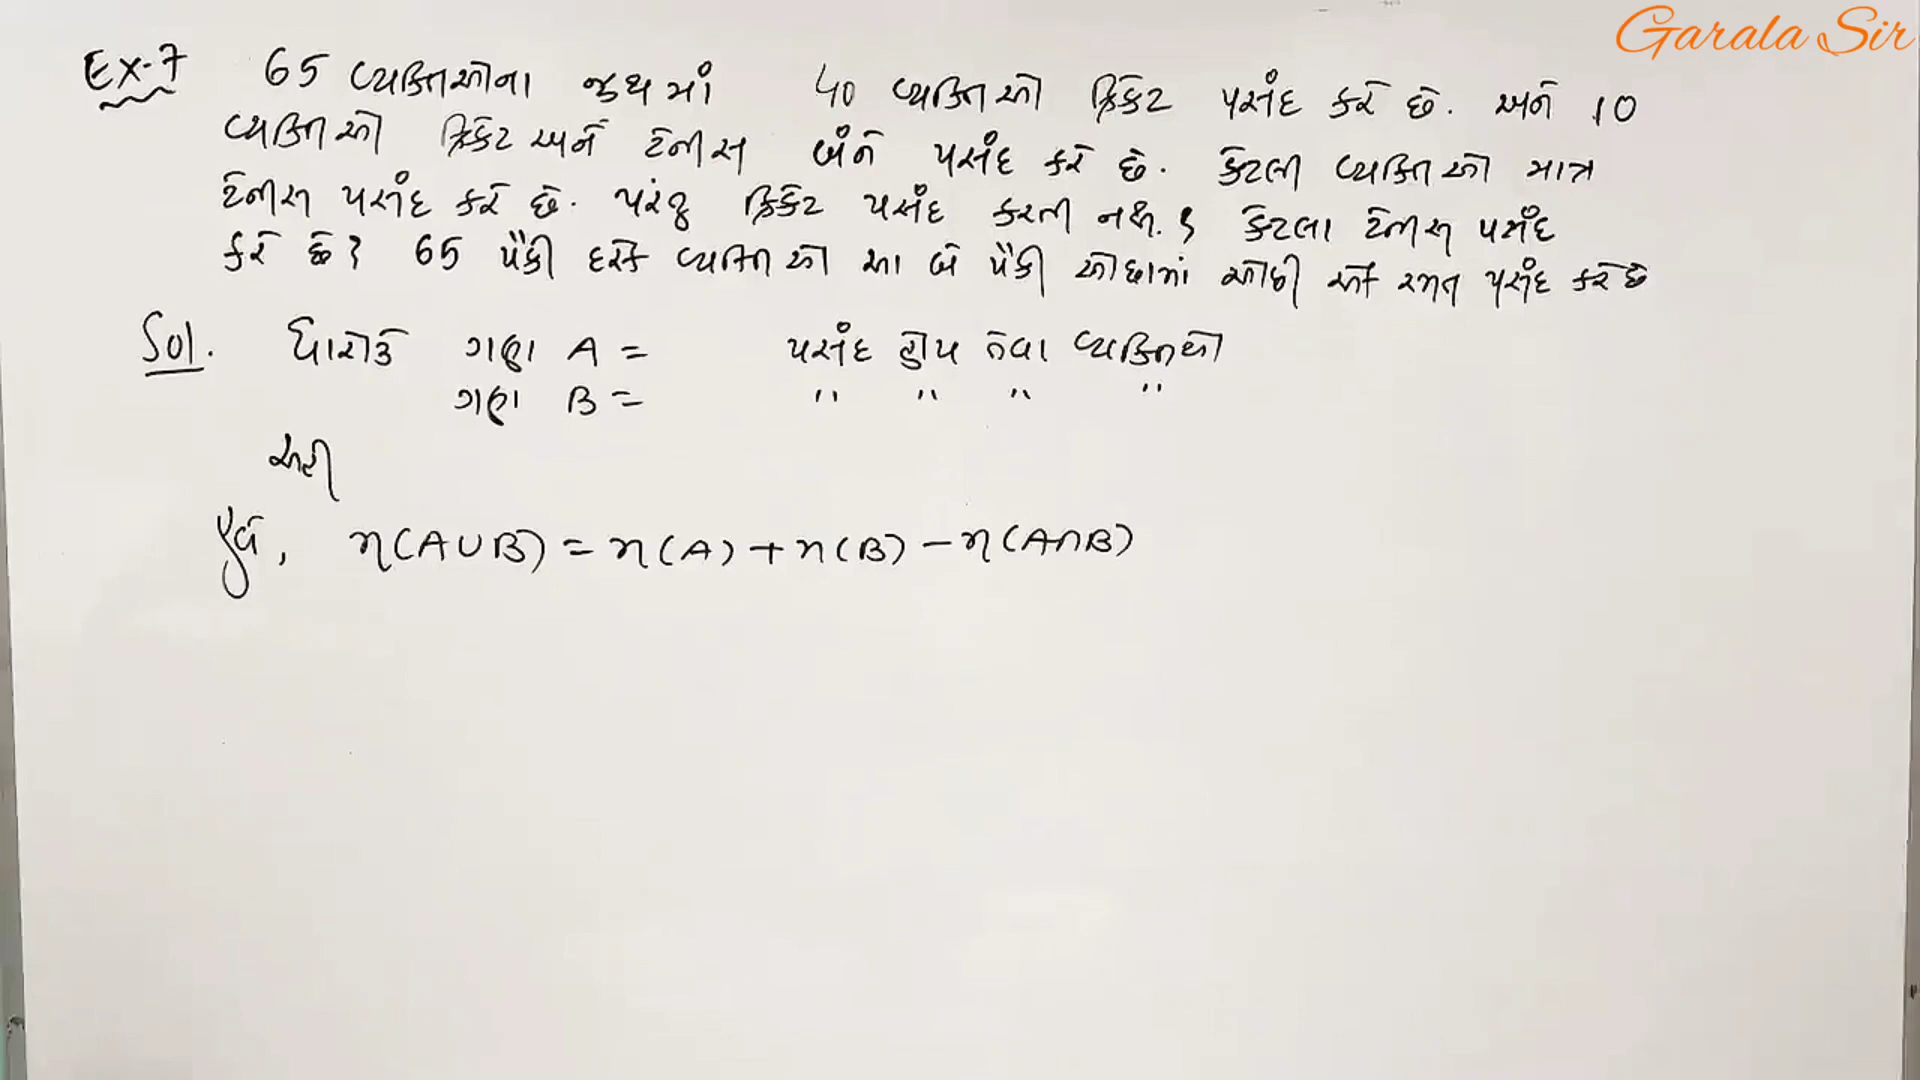 Garala Sir
Ex-7 65 વ્યક્તિઓના જુથ માં 40 વ્યક્તિઓ ક્રિકેટ પસંદ કરે છે. અને 10
વ્યક્તિઓ ક્રિકેટ અને ટેનીસ બંને પસંદ કરે છે. કેટલી વ્યક્તિઓ માત્ર
ટેનીસ પસંદ કરે છે. પરંતુ ક્રિકેટ પસંદ કરતી નથી. ? કેટલા ટેનીસ પસંદ
કરે છે? 65 પૈકી દરેક વ્યક્તિઓ આ બે પૈકી ઓછામાં ઓછી એક રમત પસંદ કરે છે
Sol. ધારોકે ગણ A = પસંદ હોય તેવા વ્યક્તિઓ
ગણ B = " " " "
અહી
હવે, n(A∪B) = n(A) + n(B) - n(A∩B)